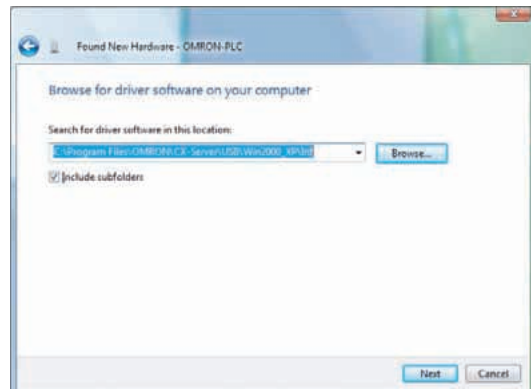 Found New Hardware - OMRON-PLC
Browse for driver software on your computer
Search for driver software in this location:
C:\Program Files\OMRON\CX-Server\USB\Win2000_XP\Inf
Browse...
Include subfolders
Next
Cancel